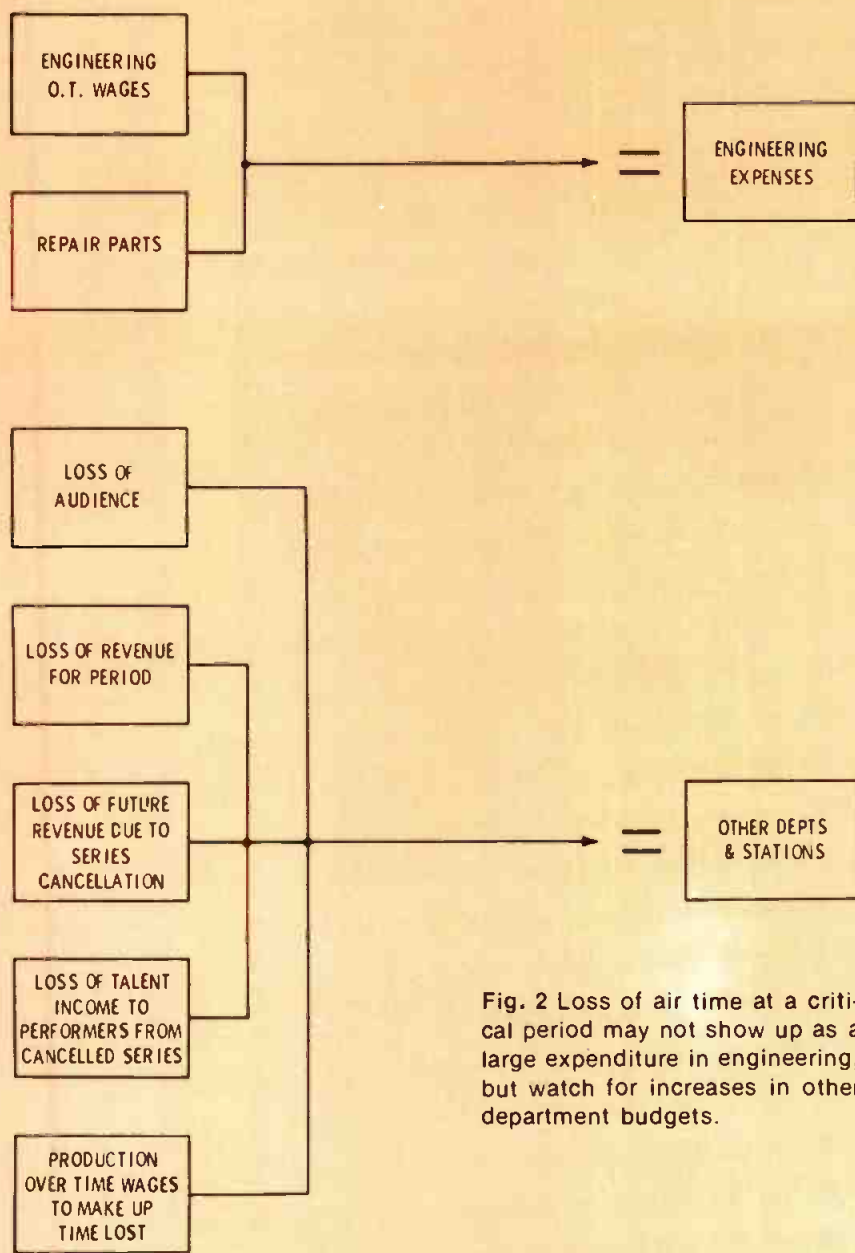 ENGINEERING
O.T. WAGES
REPAIR PARTS
=
ENGINEERING
EXPENSES
LOSS OF
AUDIENCE
LOSS OF REVENUE
FOR PERIOD
LOSS OF FUTURE
REVENUE DUE TO
SERIES
CANCELLATION
LOSS OF TALENT
INCOME TO
PERFORMERS FROM
CANCELLED SERIES
PRODUCTION
OVER TIME WAGES
TO MAKE UP
TIME LOST
=
OTHER DEPTS
& STATIONS
Fig. 2 Loss of air time at a criti-
cal period may not show up as a
large expenditure in engineering,
but watch for increases in other
department budgets.